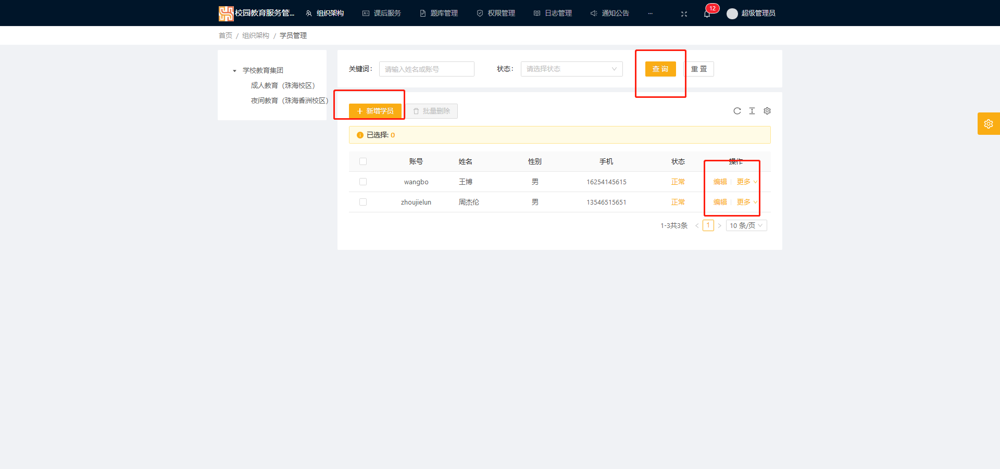 校园教育服务管... 组织架构 课后服务 题库管理 权限管理 日志管理 通知公告 ... 12 超级管理员
首页 / 组织架构 / 学员管理
学校教育集团
成人教育（珠海校区）
夜间教育（珠海香洲校区）
关键词： 请输入姓名或账号 状态： 请选择状态 查 询 重 置
新增学员 批量删除
已选择: 0
账号 姓名 性别 手机 状态 操作
wangbo 王博 男 16254145615 正常 编辑 更多
zhoujielun 周杰伦 男 13546515651 正常 编辑 更多
1-3共3条 < 1 > 10 条/页